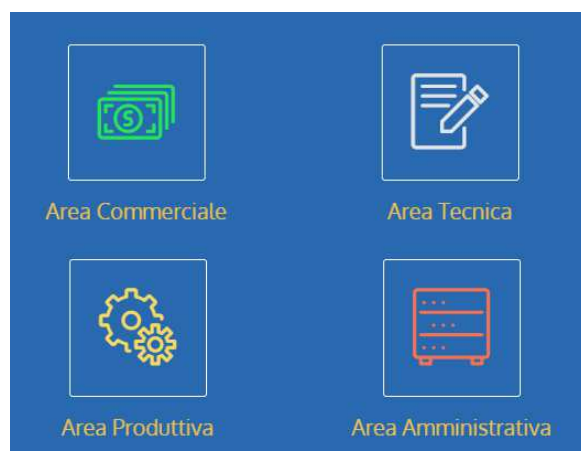 Area Commerciale
Area Tecnica
Area Produttiva
Area Amministrativa